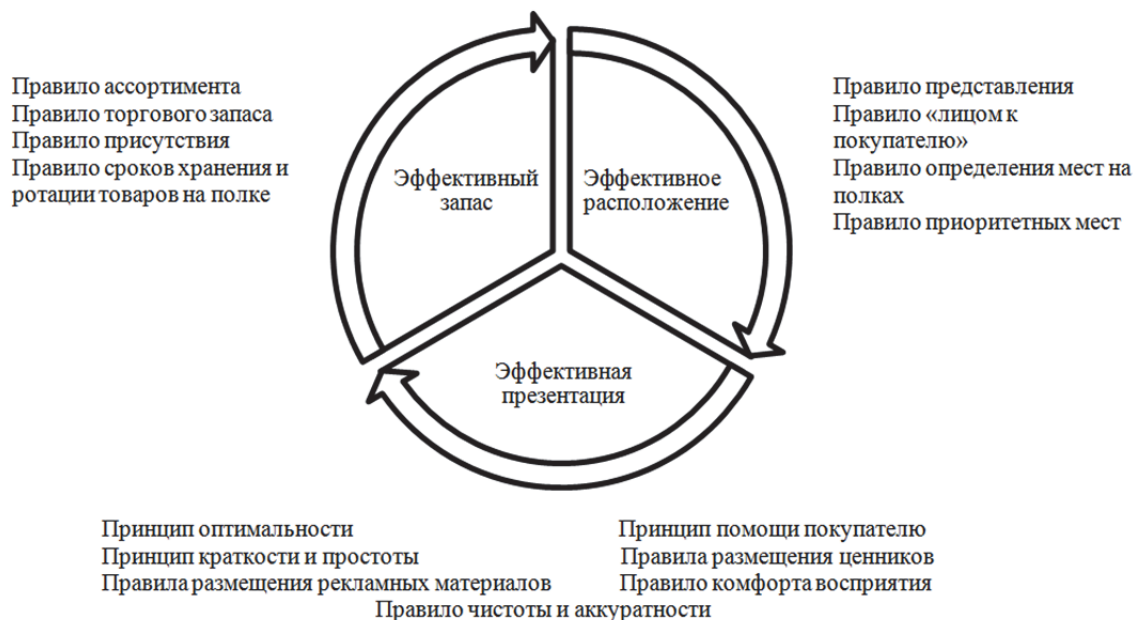 Правило ассортимента
Правило торгового запаса
Правило присутствия
Правило сроков хранения и
ротации товаров на полке
Эффективный
запас
Эффективное
расположение
Правило представления
Правило «лицом к
покупателю»
Правило определения мест на
полках
Правило приоритетных мест
Эффективная
презентация
Принцип оптимальности
Принцип краткости и простоты
Правила размещения рекламных материалов
Принцип помощи покупателю
Правила размещения ценников
Правило комфорта восприятия
Правило чистоты и аккуратности